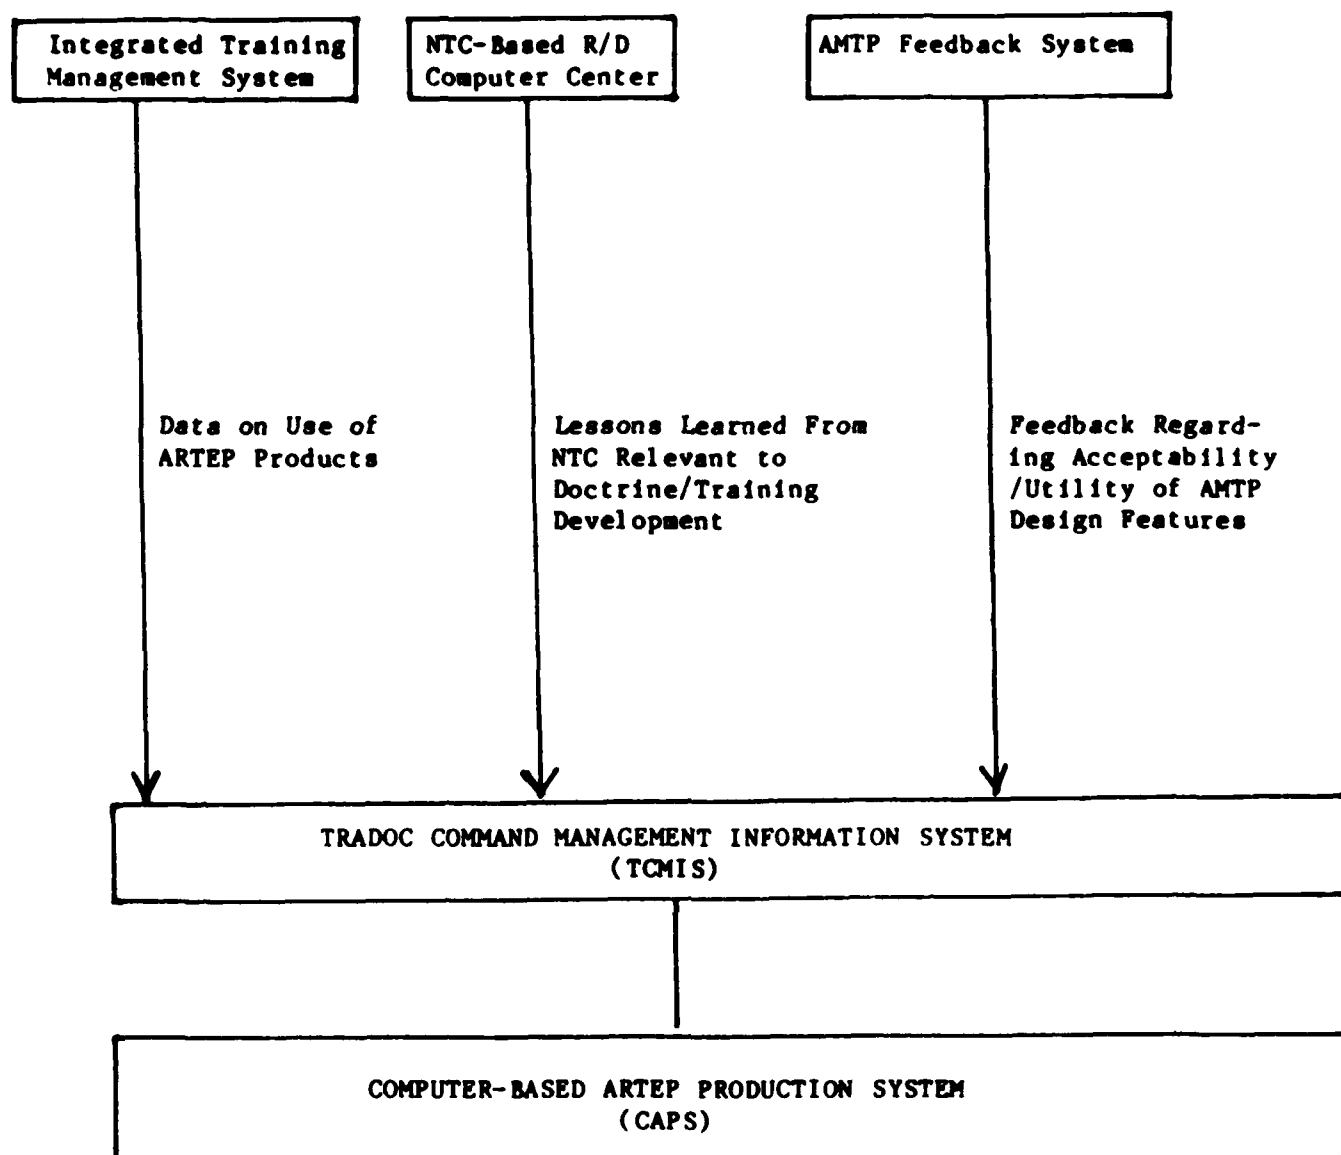 Integrated Training
Management System
NTC-Based R/D
Computer Center
AMTP Feedback System
Data on Use of
ARTEP Products
Lessons Learned From
NTC Relevant to
Doctrine/Training
Development
Feedback Regard-
ing Acceptability
/Utility of AMTP
Design Features
TRADOC COMMAND MANAGEMENT INFORMATION SYSTEM
(TCMIS)
COMPUTER-BASED ARTEP PRODUCTION SYSTEM
(CAPS)